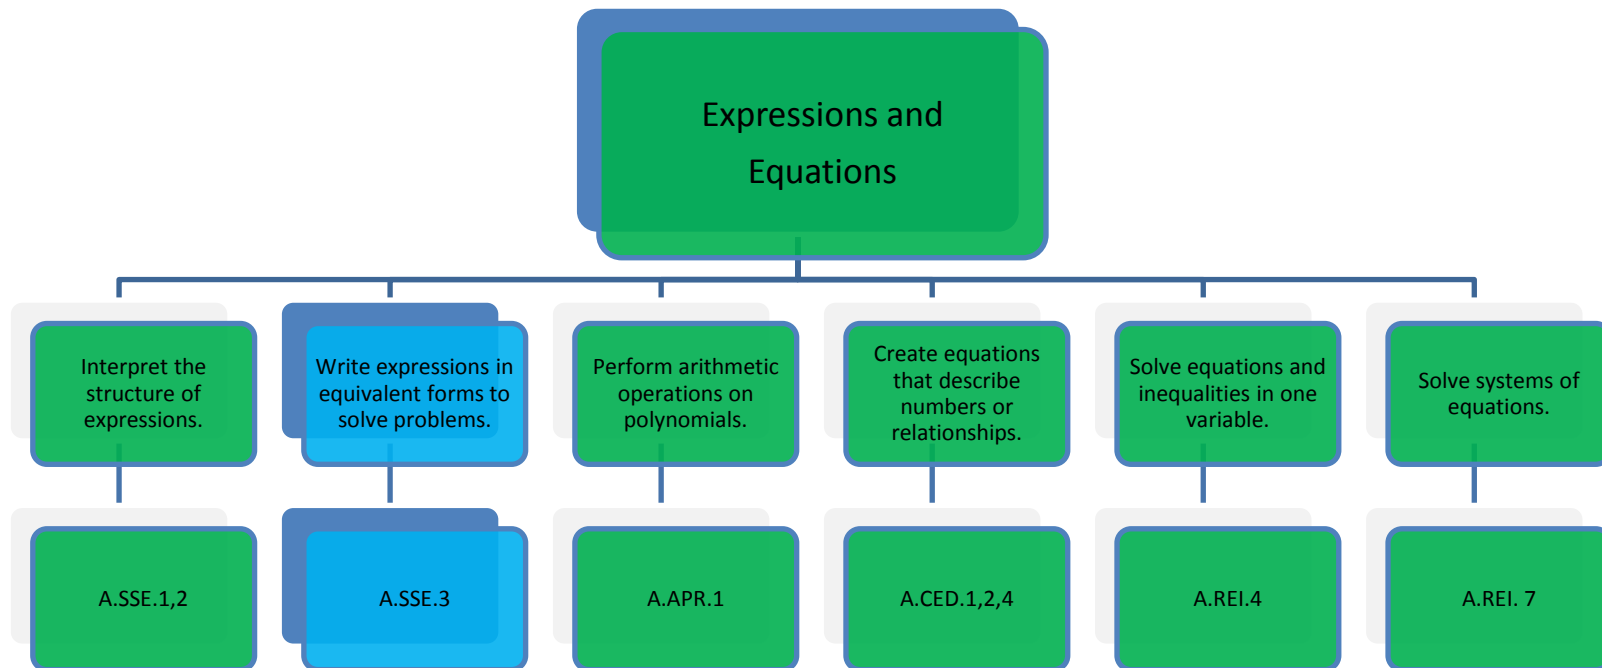 Expressions and
Equations
Interpret the
structure of
expressions.
Write expressions in
equivalent forms to
solve problems.
Perform arithmetic
operations on
polynomials.
Create equations
that describe
numbers or
relationships.
Solve equations and
inequalities in one
variable.
Solve systems of
equations.
A.SSE.1,2
A.SSE.3
A.APR.1
A.CED.1,2,4
A.REI.4
A.REI. 7